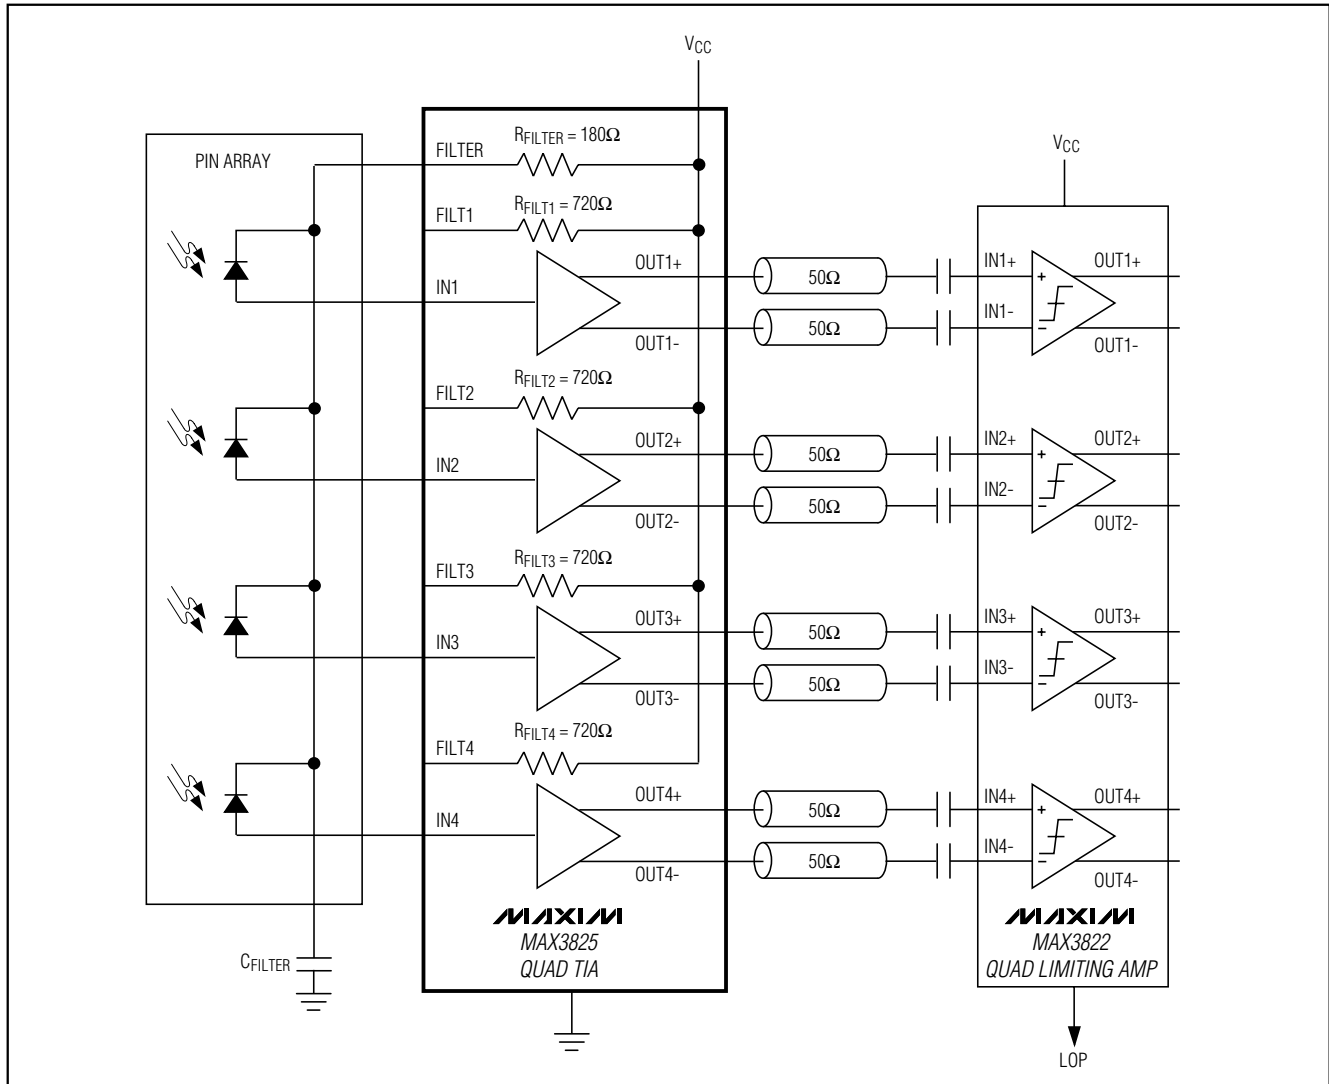 VCC
PIN ARRAY
FILTER
RFILTER = 180Ω
FILT1
RFILT1 = 720Ω
IN1
OUT1+
OUT1-
50Ω
50Ω
VCC
IN1+
IN1-
+
−
OUT1+
OUT1-
FILT2
RFILT2 = 720Ω
IN2
OUT2+
OUT2-
50Ω
50Ω
IN2+
IN2-
+
−
OUT2+
OUT2-
FILT3
RFILT3 = 720Ω
IN3
OUT3+
OUT3-
50Ω
50Ω
IN3+
IN3-
+
−
OUT3+
OUT3-
FILT4
RFILT4 = 720Ω
IN4
OUT4+
OUT4-
50Ω
50Ω
IN4+
IN4-
+
−
OUT4+
OUT4-
CFILTER
MAXIM
MAX3825
QUAD TIA
MAXIM
MAX3822
QUAD LIMITING AMP
LOP